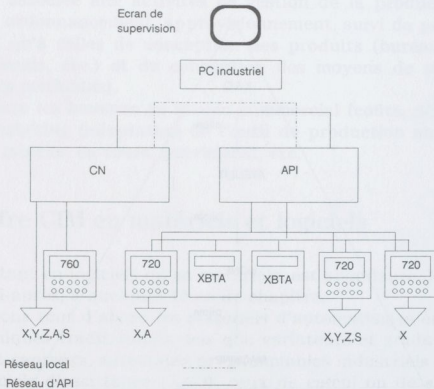 Ecran de
supervision
PC industriel
CN
API
760
720
XBTA
XBTA
720
720
X,Y,Z,A,S
X,A
X,Y,Z,S
X
Réseau local
Réseau d'API